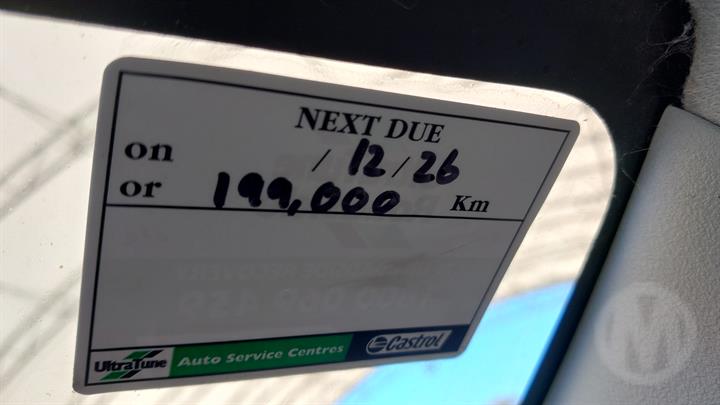 NEXT DUE
on /12/26
or 199,000 Km
UltraTune Auto Service Centres Castrol